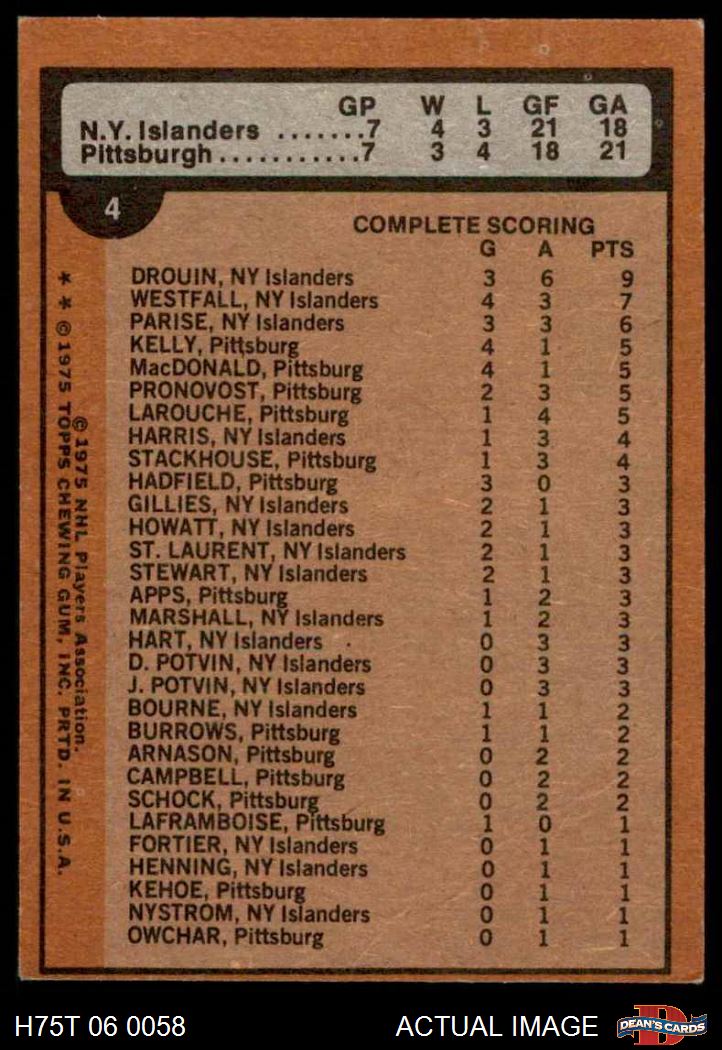 GP W L GF GA
N.Y. Islanders .......7 4 3 21 18
Pittsburgh...........7 3 4 18 21
4
COMPLETE SCORING
G A PTS
DROUIN, NY Islanders 3 6 9
WESTFALL, NY Islanders 4 3 7
PARISE, NY Islanders 3 3 6
KELLY, Pittsburg 4 1 5
MacDONALD, Pittsburg 4 1 5
PRONOVOST, Pittsburg 2 3 5
LAROUCHE, Pittsburg 1 4 5
HARRIS, NY Islanders 1 3 4
STACKHOUSE, Pittsburg 1 3 4
HADFIELD, Pittsburg 3 0 3
GILLIES, NY Islanders 2 1 3
HOWATT, NY Islanders 2 1 3
ST. LAURENT, NY Islanders 2 1 3
STEWART, NY Islanders 2 1 3
APPS, Pittsburg 1 2 3
MARSHALL, NY Islanders 1 2 3
HART, NY Islanders 0 3 3
D. POTVIN, NY Islanders 0 3 3
J. POTVIN, NY Islanders 0 3 3
BOURNE, NY Islanders 1 1 2
BURROWS, Pittsburg 1 1 2
ARNASON, Pittsburg 0 2 2
CAMPBELL, Pittsburg 0 2 2
SCHOCK, Pittsburg 0 2 2
LAFRAMBOISE, Pittsburg 1 0 1
FORTIER, NY Islanders 0 1 1
HENNING, NY Islanders 0 1 1
KEHOE, Pittsburg 0 1 1
NYSTROM, NY Islanders 0 1 1
OWCHAR, Pittsburg 0 1 1
© 1975 NHL Players Association.
* * © 1975 TOPPS CHEWING GUM, INC. PRTD. IN U.S.A.
H75T 06 0058 ACTUAL IMAGE
D
DEAN'S CARDS